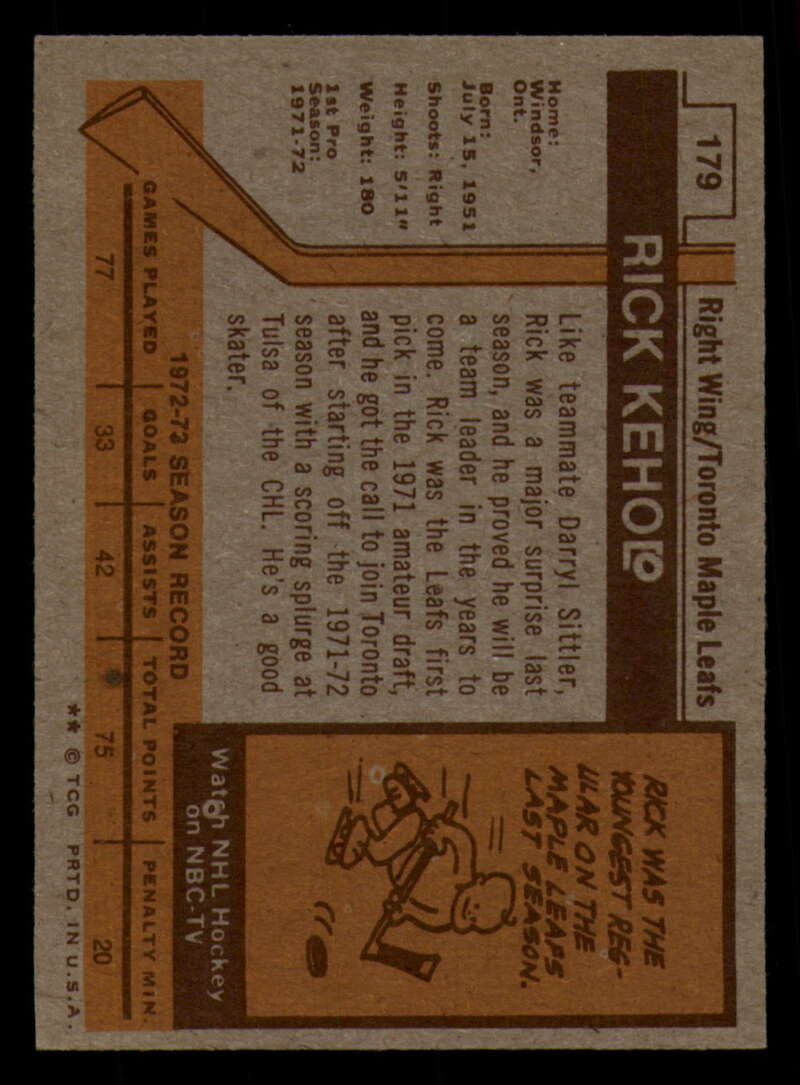 179
Right Wing/Toronto Maple Leafs
RICK KEHOE
Home:
Windsor,
Ont.
Born:
July 15, 1951
Shoots: Right
Height: 5'11"
Weight: 180
1st Pro
Season:
1971-72
Like teammate Darryl Sittler,
Rick was a major surprise last
season, and he proved he will be
a team leader in the years to
come. Rick was the Leafs first
pick in the 1971 amateur draft,
and he got the call to join Toronto
after starting off the 1971-72
season with a scoring splurge at
Tulsa of the CHL. He's a good
skater.
RICK WAS THE
YOUNGEST REG-
ULAR ON THE
MAPLE LEAFS
LAST SEASON.
Watch NHL Hockey
on NBC-TV
1972-73 SEASON RECORD
GAMES PLAYED GOALS ASSISTS TOTAL POINTS PENALTY MIN.
77 33 42 75 20
** © TCG PRTD. IN U.S.A.